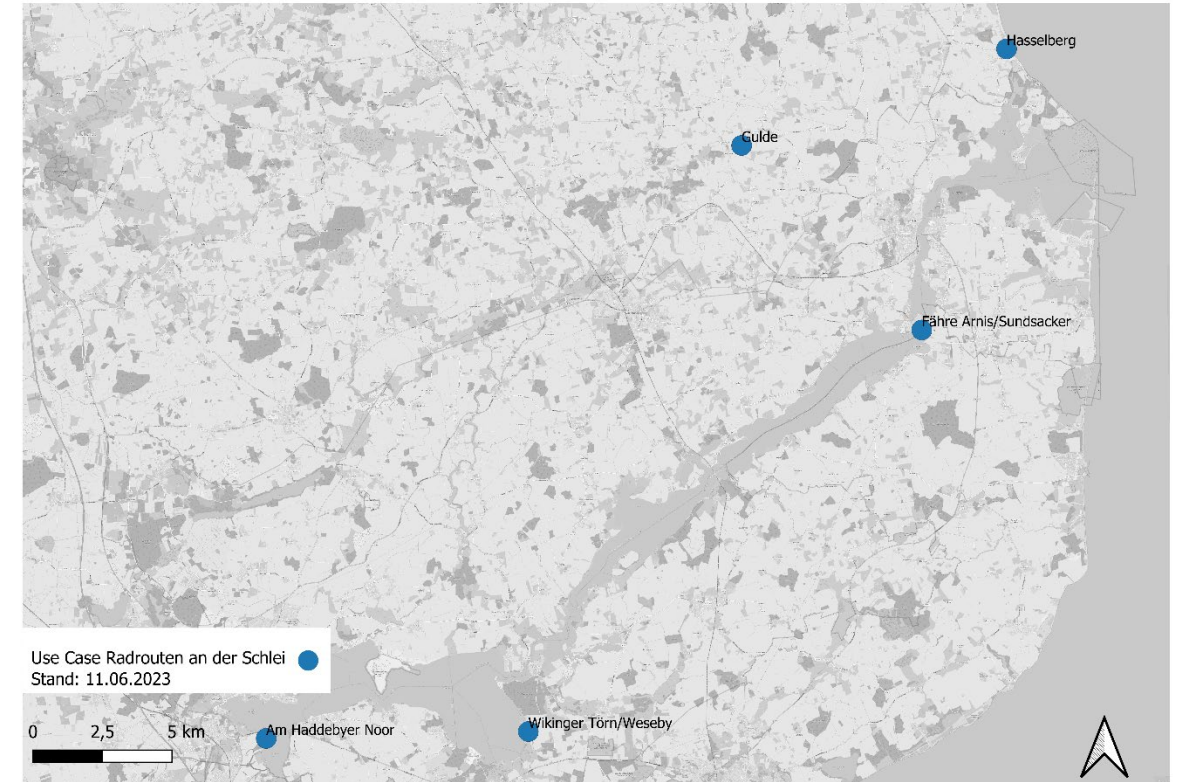 Hasselberg
Gulde
Fähre Arnis/Sundsacker
Use Case Radrouten an der Schlei
Stand: 11.06.2023
Wikinger Törn/Weseby
Am Haddebyer Noor
0 2,5 5 km